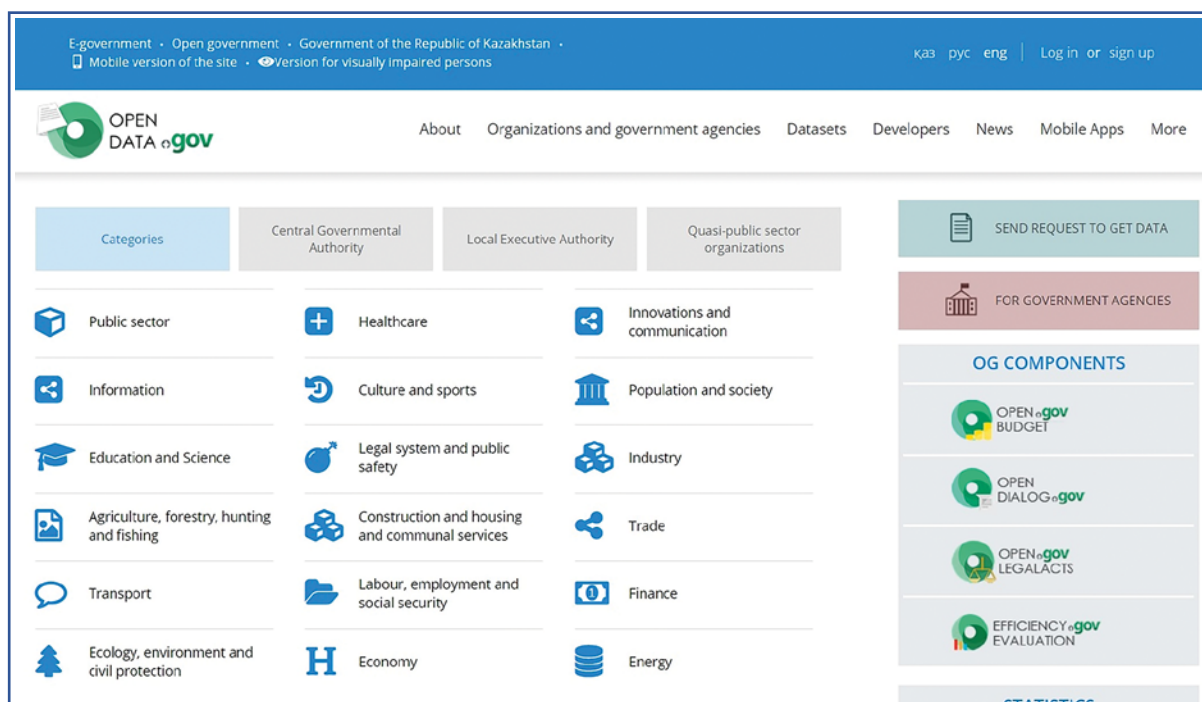 E-government • Open government • Government of the Republic of Kazakhstan •
Mobile version of the site • Version for visually impaired persons
қаз рус eng | Log in or sign up
OPEN
DATA e gov
About Organizations and government agencies Datasets Developers News Mobile Apps More
Categories
Central Governmental
Authority
Local Executive Authority
Quasi-public sector
organizations
Public sector
Healthcare
Innovations and
communication
Information
Culture and sports
Population and society
Education and Science
Legal system and public
safety
Industry
Agriculture, forestry, hunting
and fishing
Construction and housing
and communal services
Trade
Transport
Labour, employment and
social security
Finance
Ecology, environment and
civil protection
Economy
Energy
SEND REQUEST TO GET DATA
FOR GOVERNMENT AGENCIES
OG COMPONENTS
OPEN e gov
BUDGET
OPEN
DIALOG e gov
OPEN e gov
LEGALACTS
EFFICIENCY e gov
EVALUATION
STATISTICS